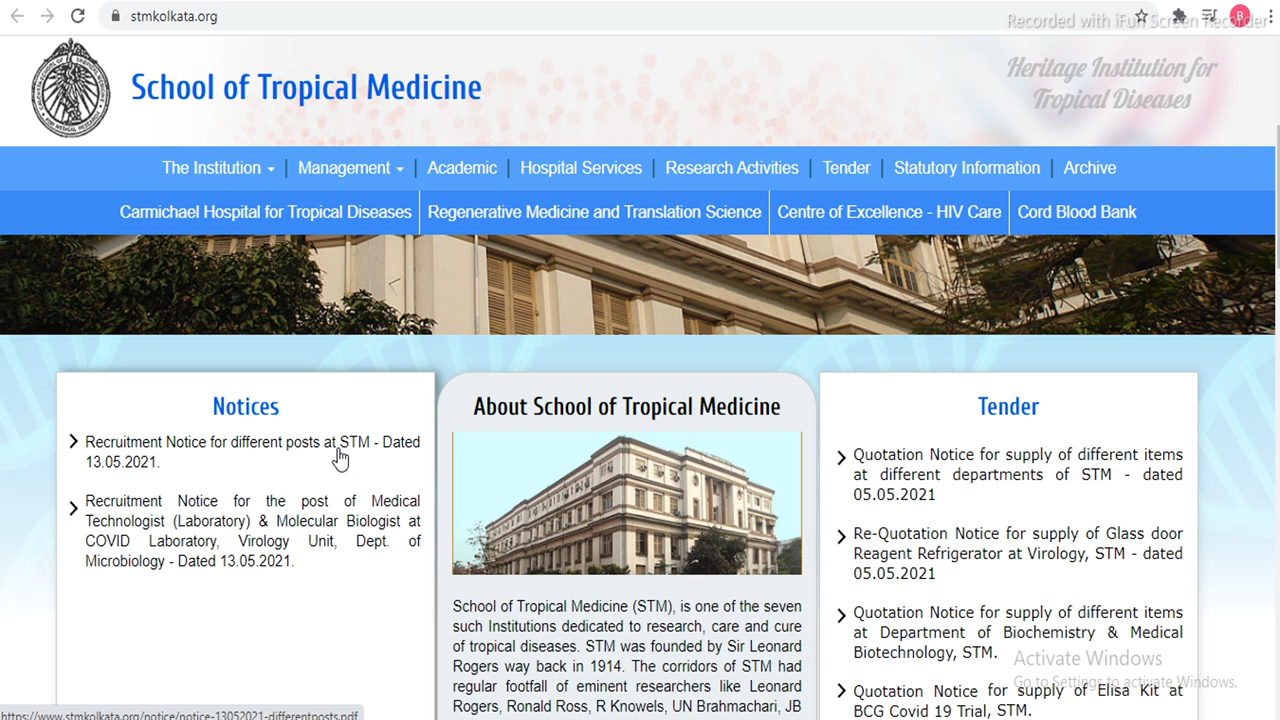 stmkolkata.org
Recorded with iFun Screen Recorder
School of Tropical Medicine
Heritage Institution for
Tropical Diseases
The Institution | Management | Academic | Hospital Services | Research Activities | Tender | Statutory Information | Archive
Carmichael Hospital for Tropical Diseases
Regenerative Medicine and Translation Science
Centre of Excellence - HIV Care
Cord Blood Bank
Notices
Recruitment Notice for different posts at STM - Dated
13.05.2021.
Recruitment Notice for the post of Medical
Technologist (Laboratory) & Molecular Biologist at
COVID Laboratory, Virology Unit, Dept. of
Microbiology - Dated 13.05.2021.
About School of Tropical Medicine
School of Tropical Medicine (STM), is one of the seven
such Institutions dedicated to research, care and cure
of tropical diseases. STM was founded by Sir Leonard
Rogers way back in 1914. The corridors of STM had
regular footfall of eminent researchers like Leonard
Rogers, Ronald Ross, R Knowels, UN Brahmachari, JB
Tender
Quotation Notice for supply of different items
at different departments of STM - dated
05.05.2021
Re-Quotation Notice for supply of Glass door
Reagent Refrigerator at Virology, STM - dated
05.05.2021
Quotation Notice for supply of different items
at Department of Biochemistry & Medical
Biotechnology, STM.
Quotation Notice for supply of Elisa Kit at
BCG Covid 19 Trial, STM.
Activate Windows
Go to Settings to activate Windows.
https://www.stmkolkata.org/notice/notice-13052021-differentposts.pdf